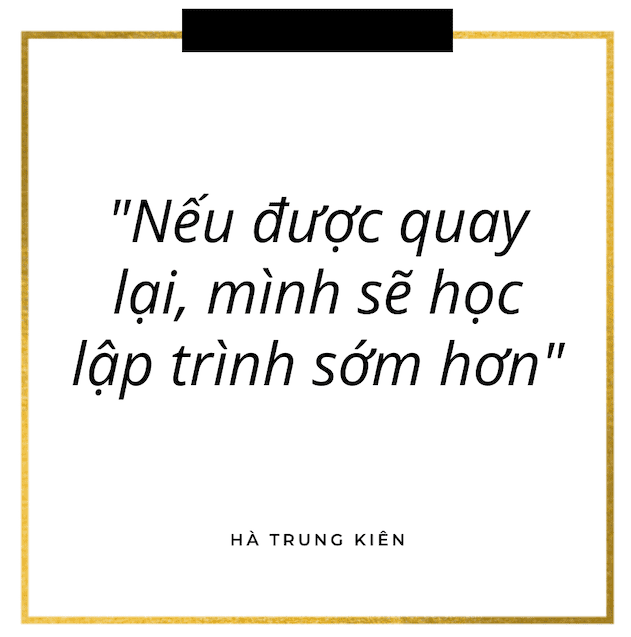 "Nếu được quay
lại, mình sẽ học
lập trình sớm hơn"
HÀ TRUNG KIÊN